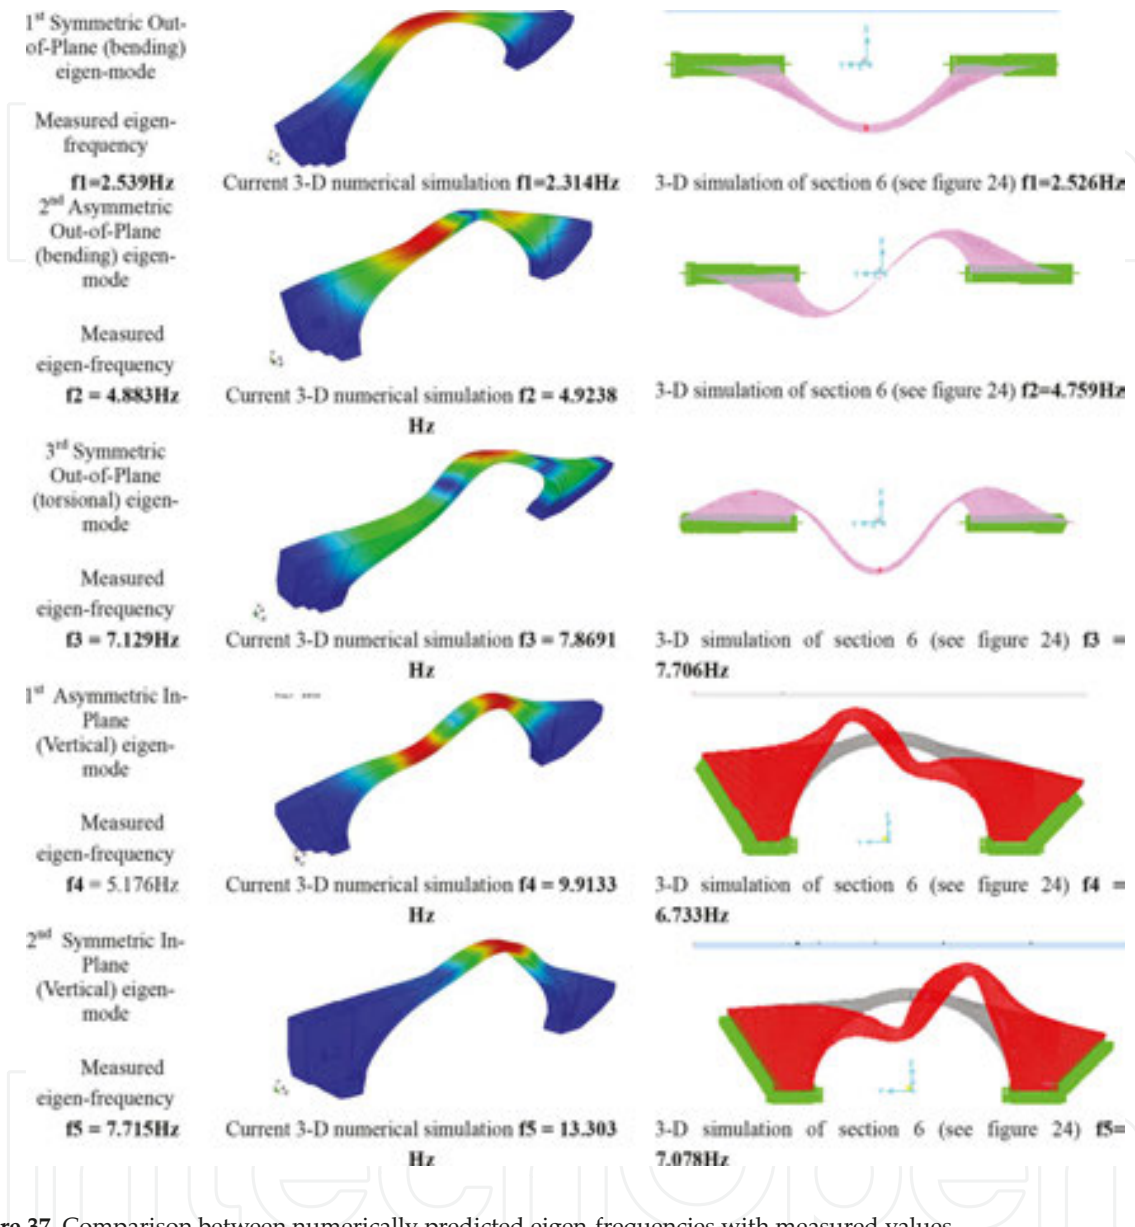 1st Symmetric Out-
of-Plane (bending)
eigen-mode
Measured eigen-
frequency
f1=2.539Hz
Current 3-D numerical simulation f1=2.314Hz
3-D simulation of section 6 (see figure 24) f1=2.526Hz
2nd Asymmetric
Out-of-Plane
(bending) eigen-
mode
Measured
eigen-frequency
f2 = 4.883Hz
Current 3-D numerical simulation f2 = 4.9238
Hz
3-D simulation of section 6 (see figure 24) f2=4.759Hz
3rd Symmetric
Out-of-Plane
(torsional) eigen-
mode
Measured
eigen-frequency
f3 = 7.129Hz
Current 3-D numerical simulation f3 = 7.8691
Hz
3-D simulation of section 6 (see figure 24) f3 =
7.706Hz
1st Asymmetric In-
Plane
(Vertical) eigen-
mode
Measured
eigen-frequency
f4 = 5.176Hz
Current 3-D numerical simulation f4 = 9.9133
Hz
3-D simulation of section 6 (see figure 24) f4 =
6.733Hz
2nd Symmetric In-
Plane
(Vertical) eigen-
mode
Measured
eigen-frequency
f5 = 7.715Hz
Current 3-D numerical simulation f5 = 13.303
Hz
3-D simulation of section 6 (see figure 24) f5=
7.078Hz
intechopen
re 37. Comparison between numerically predicted eigen-frequencies with measured values